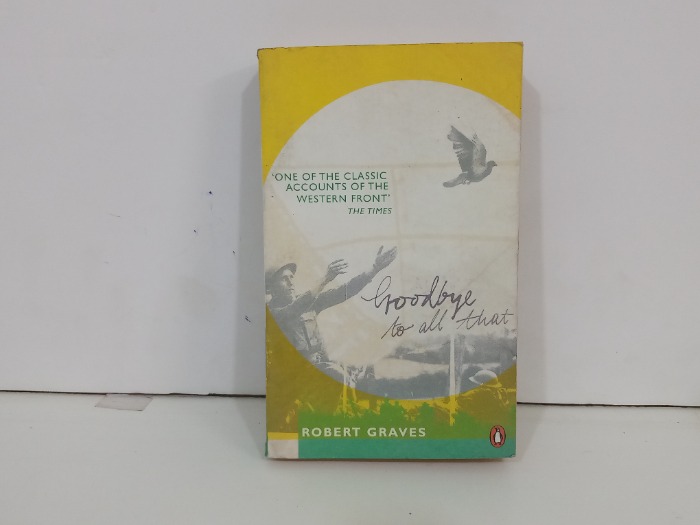 'ONE OF THE CLASSIC
ACCOUNTS OF THE
WESTERN FRONT'
THE TIMES
Goodbye
to all that
ROBERT GRAVES